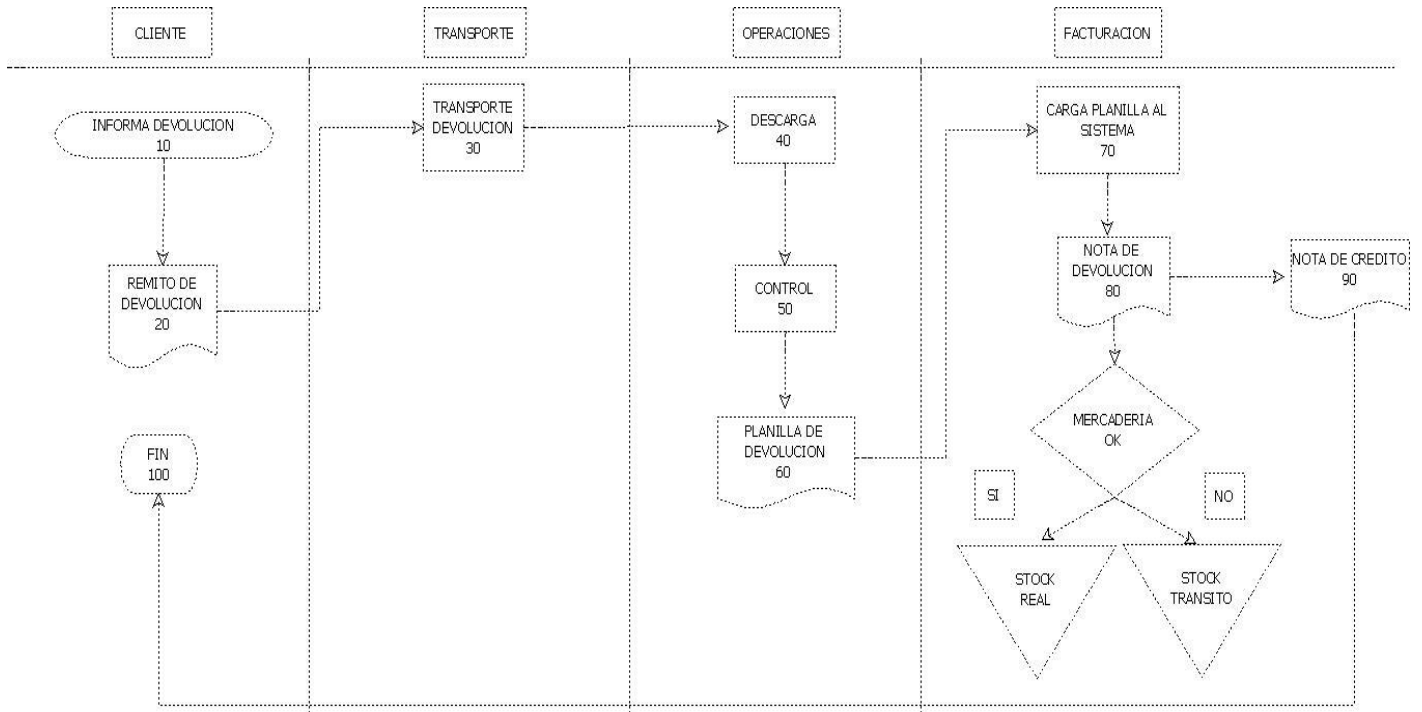 CLIENTE
TRANSPORTE
OPERACIONES
FACTURACION
INFORMA DEVOLUCION
10
REMITO DE
DEVOLUCION
20
FIN
100
TRANSPORTE
DEVOLUCION
30
DESCARGA
40
CONTROL
50
PLANILLA DE
DEVOLUCION
60
CARGA PLANILLA AL
SISTEMA
70
NOTA DE
DEVOLUCION
80
NOTA DE CREDITO
90
MERCADERIA
OK
SI
NO
STOCK
REAL
STOCK
TRANSITO